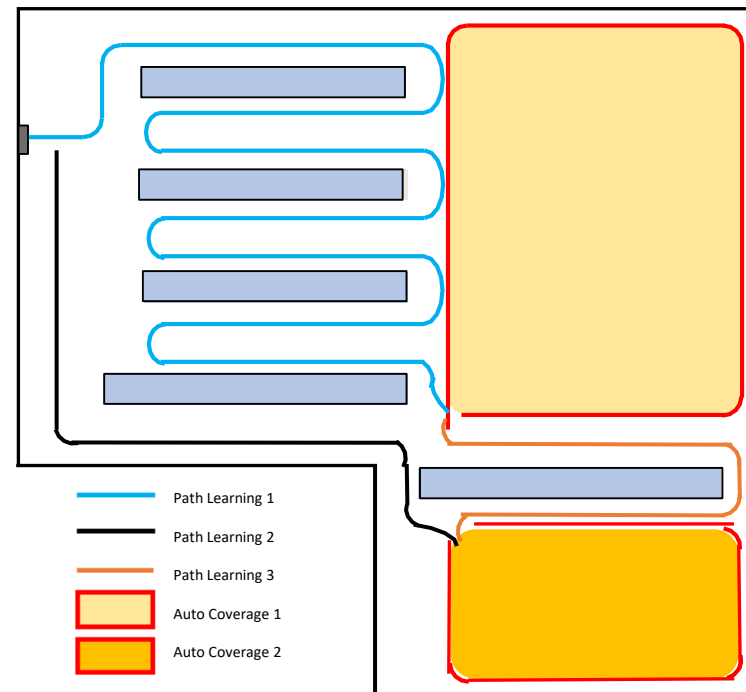 Path Learning 1
Path Learning 2
Path Learning 3
Auto Coverage 1
Auto Coverage 2